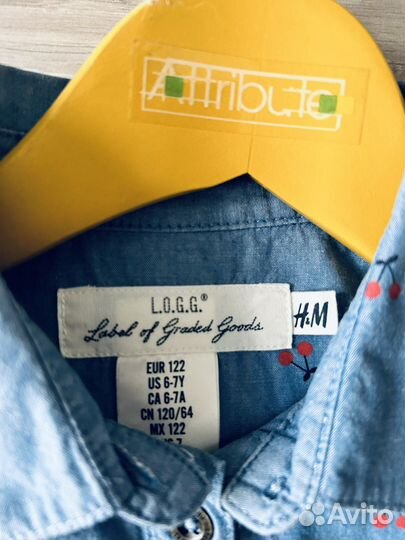 Attribute
L.O.G.G.®
Label of Graded Goods
H&M
EUR 122
US 6-7Y
CA 6-7A
CN 120/64
MX 122
Avito